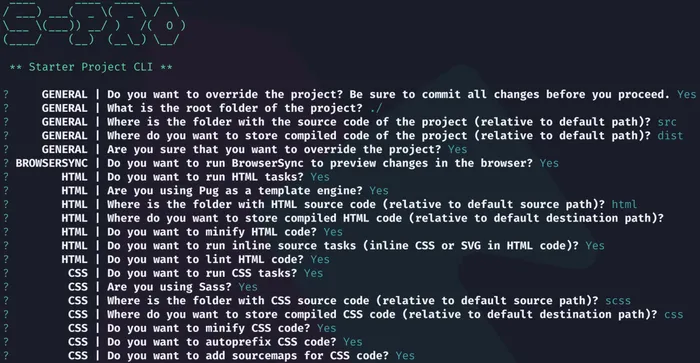 S-PRO
** Starter Project CLI **
? GENERAL | Do you want to override the project? Be sure to commit all changes before you proceed. Yes
? GENERAL | What is the root folder of the project? ./
? GENERAL | Where is the folder with the source code of the project (relative to default path)? src
? GENERAL | Where do you want to store compiled code of the project (relative to default path)? dist
? GENERAL | Are you sure that you want to override the project? Yes
? BROWSERSYNC | Do you want to run BrowserSync to preview changes in the browser? Yes
? HTML | Do you want to run HTML tasks? Yes
? HTML | Are you using Pug as a template engine? Yes
? HTML | Where is the folder with HTML source code (relative to default source path)? html
? HTML | Where do you want to store compiled HTML code (relative to default destination path)?
? HTML | Do you want to minify HTML code? Yes
? HTML | Do you want to run inline source tasks (inline CSS or SVG in HTML code)? Yes
? HTML | Do you want to lint HTML code? Yes
? CSS | Do you want to run CSS tasks? Yes
? CSS | Are you using Sass? Yes
? CSS | Where is the folder with CSS source code (relative to default source path)? scss
? CSS | Where do you want to store compiled CSS code (relative to default destination path)? css
? CSS | Do you want to minify CSS code? Yes
? CSS | Do you want to autoprefix CSS code? Yes
? CSS | Do you want to add sourcemaps for CSS code? Yes